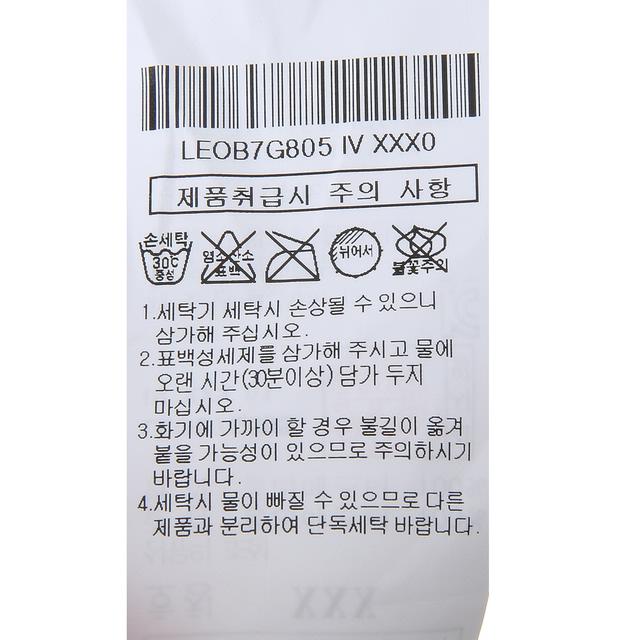 LEOB7G805 IV XXX0
제품취급시 주의 사항
손세탁
30℃
중성
염소산소
표백
뉘어서
불꽃주의
1.세탁기 세탁시 손상될 수 있으니
삼가해 주십시오.
2.표백성세제를 삼가해 주시고 물에
오랜 시간(30분이상) 담가 두지
마십시오.
3.화기에 가까이 할 경우 불길이 옮겨
붙을 가능성이 있으므로 주의하시기
바랍니다.
4.세탁시 물이 빠질 수 있으므로 다른
제품과 분리하여 단독세탁 바랍니다.